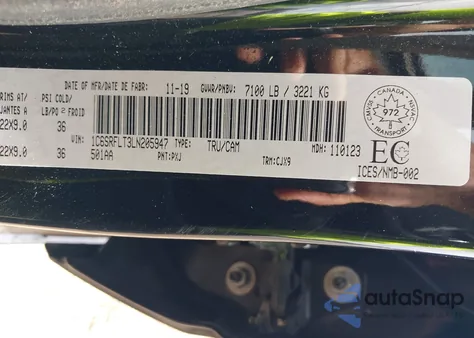 DATE OF MFR/DATE DE FABR: 11-19 GVWR/PNBV: 7100 LB / 3221 KG
RIMS AT/ PSI COLD/
JANTES A LB/PO² FROID
22X9.0 36
22X9.0 36
VIN: 1C6SRFLT3LN205947 TYPE: TRU/CAM MDH: 110123
501AA PNT: PXJ TRM: CJX9
CANADA
972
EC
ICES/NMB-002
autoSnap